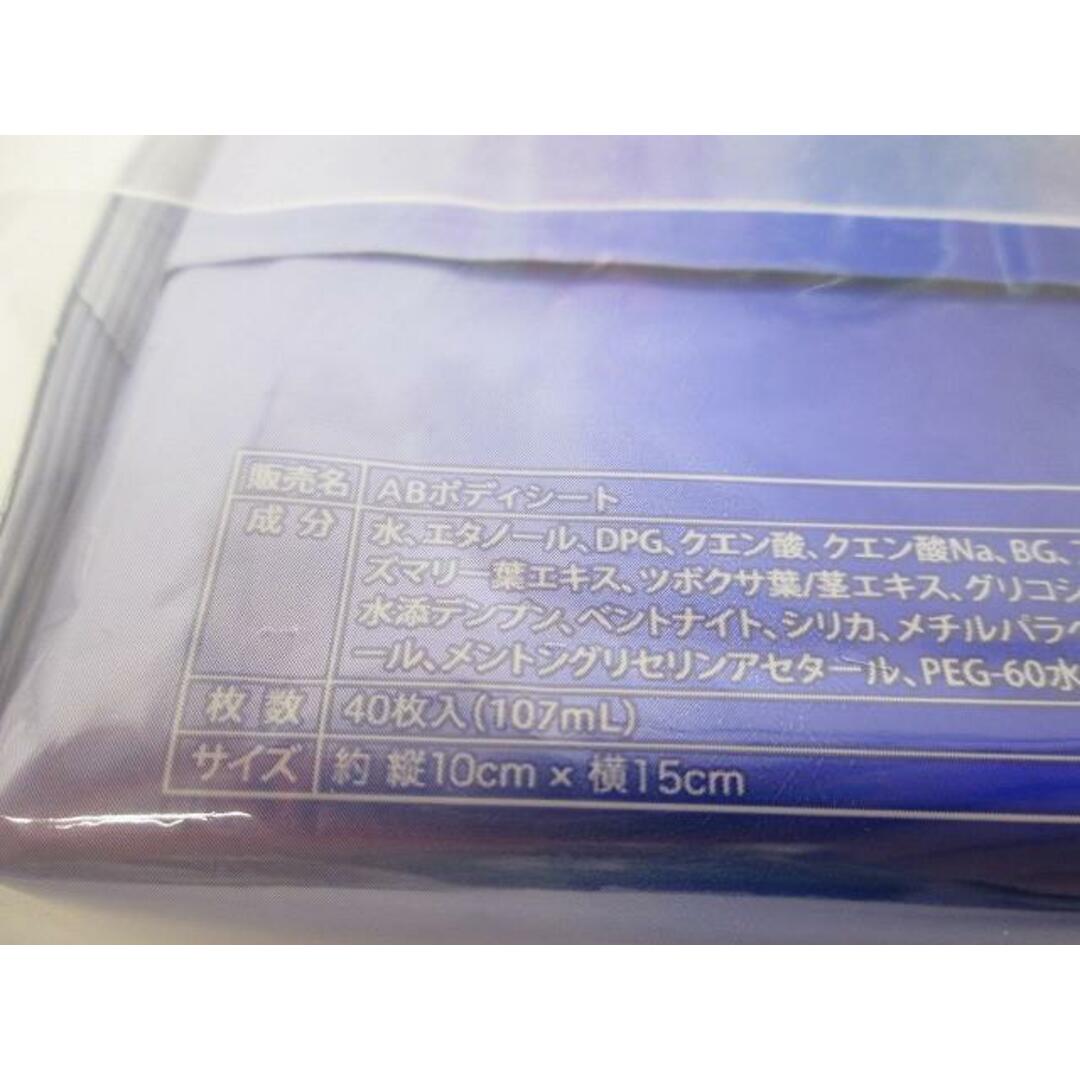 販売名 ABボディシート
成分 水、エタノール、DPG、クエン酸、クエン酸Na、BG、
ズマリー葉エキス、ツボクサ葉/茎エキス、グリコシ
水添デンプン、ベントナイト、シリカ、メチルパラベ
ール、メントングリセリンアセタール、PEG-60水
枚数 40枚入(107mL)
サイズ 約 縦10cm×横15cm